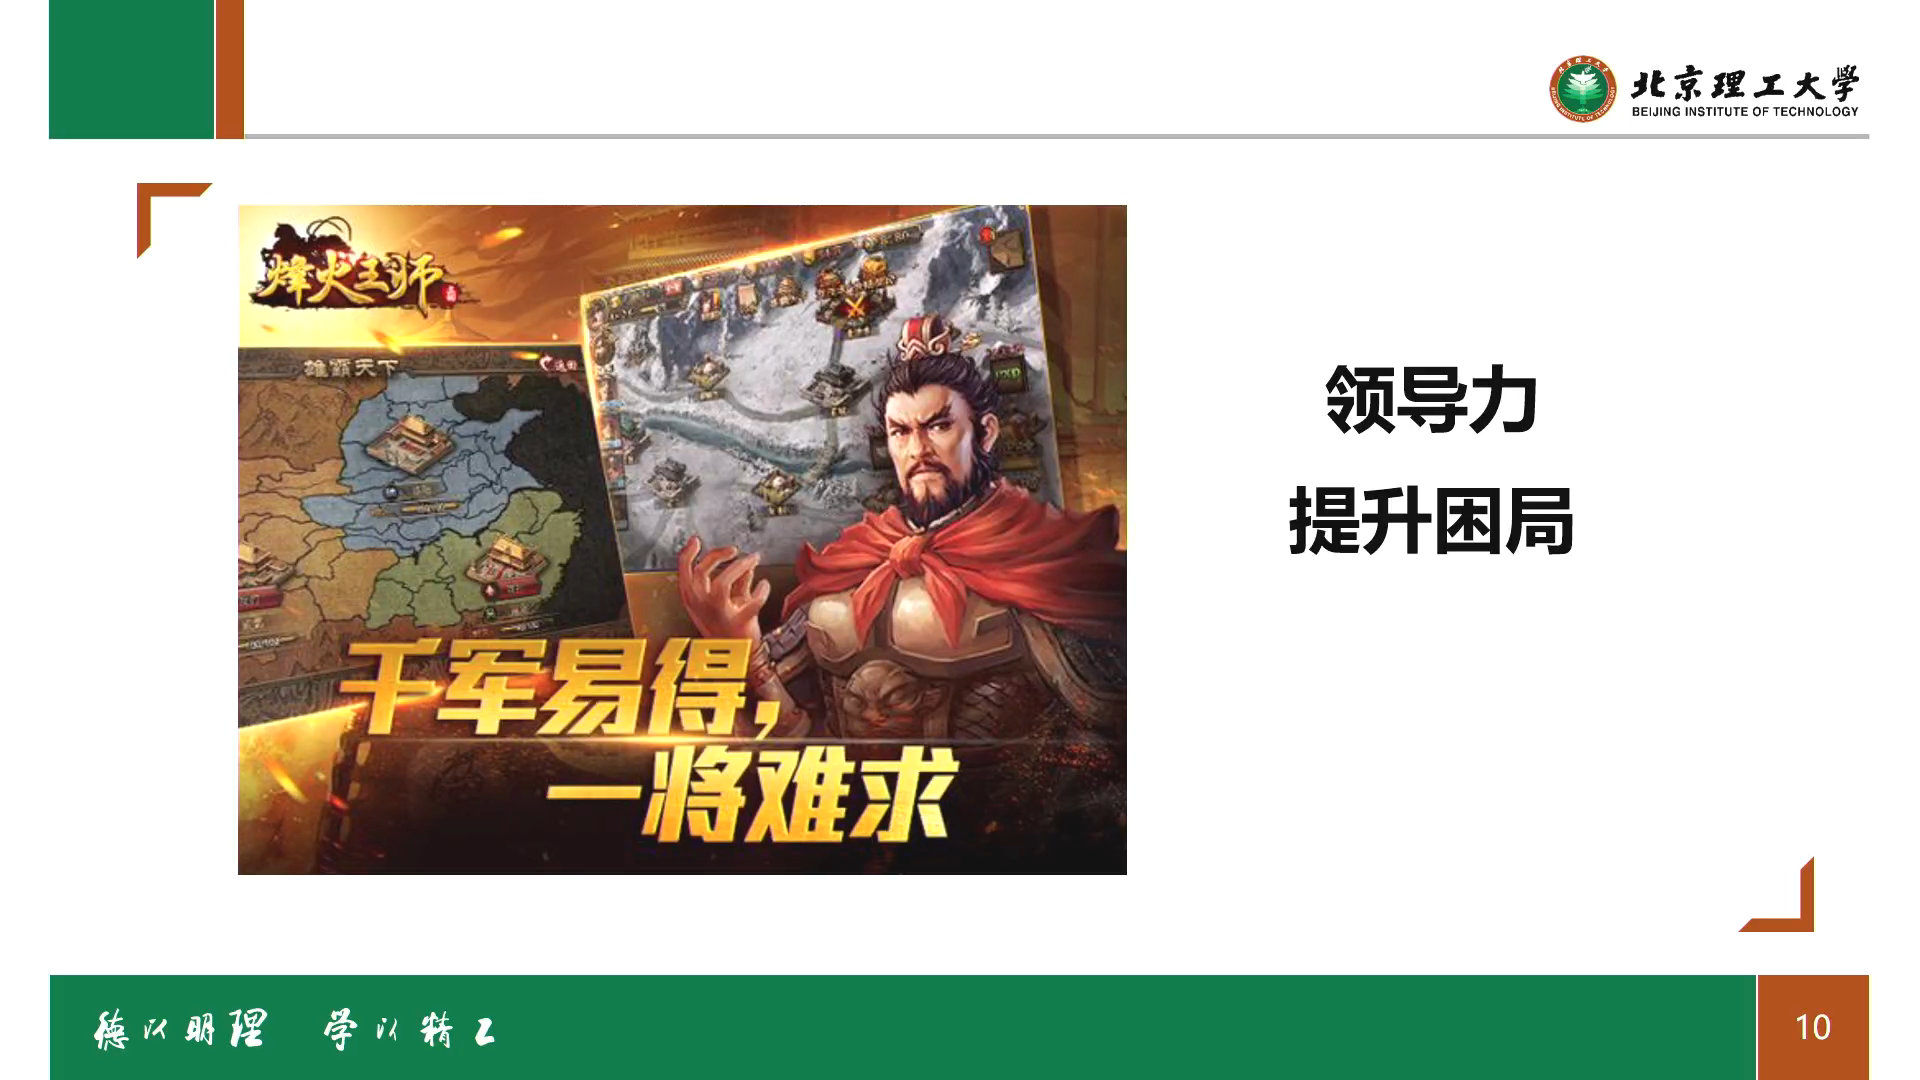 北京理工大学
BEIJING INSTITUTE OF TECHNOLOGY
烽火王师
雄霸天下
千军易得，
一将难求
领导力
提升困局
德以明理 学以精工
10